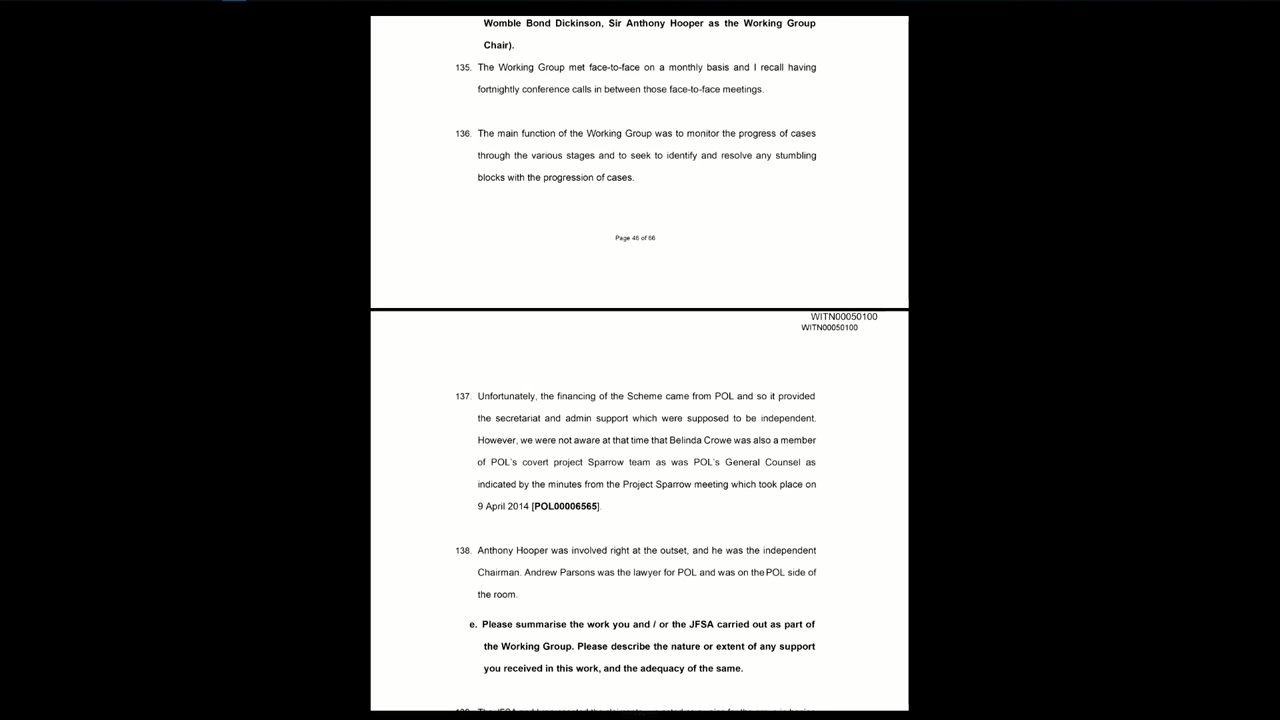 Womble Bond Dickinson, Sir Anthony Hooper as the Working Group
Chair).
135. The Working Group met face-to-face on a monthly basis and I recall having
fortnightly conference calls in between those face-to-face meetings.
136. The main function of the Working Group was to monitor the progress of cases
through the various stages and to seek to identify and resolve any stumbling
blocks with the progression of cases.
Page 46 of 66
WITN00050100
WITN00050100
137. Unfortunately, the financing of the Scheme came from POL and so it provided
the secretariat and admin support which were supposed to be independent.
However, we were not aware at that time that Belinda Crowe was also a member
of POL's covert project Sparrow team as was POL's General Counsel as
indicated by the minutes from the Project Sparrow meeting which took place on
9 April 2014 [POL00006565].
138. Anthony Hooper was involved right at the outset, and he was the independent
Chairman. Andrew Parsons was the lawyer for POL and was on the POL side of
the room.
e. Please summarise the work you and / or the JFSA carried out as part of
the Working Group. Please describe the nature or extent of any support
you received in this work, and the adequacy of the same.